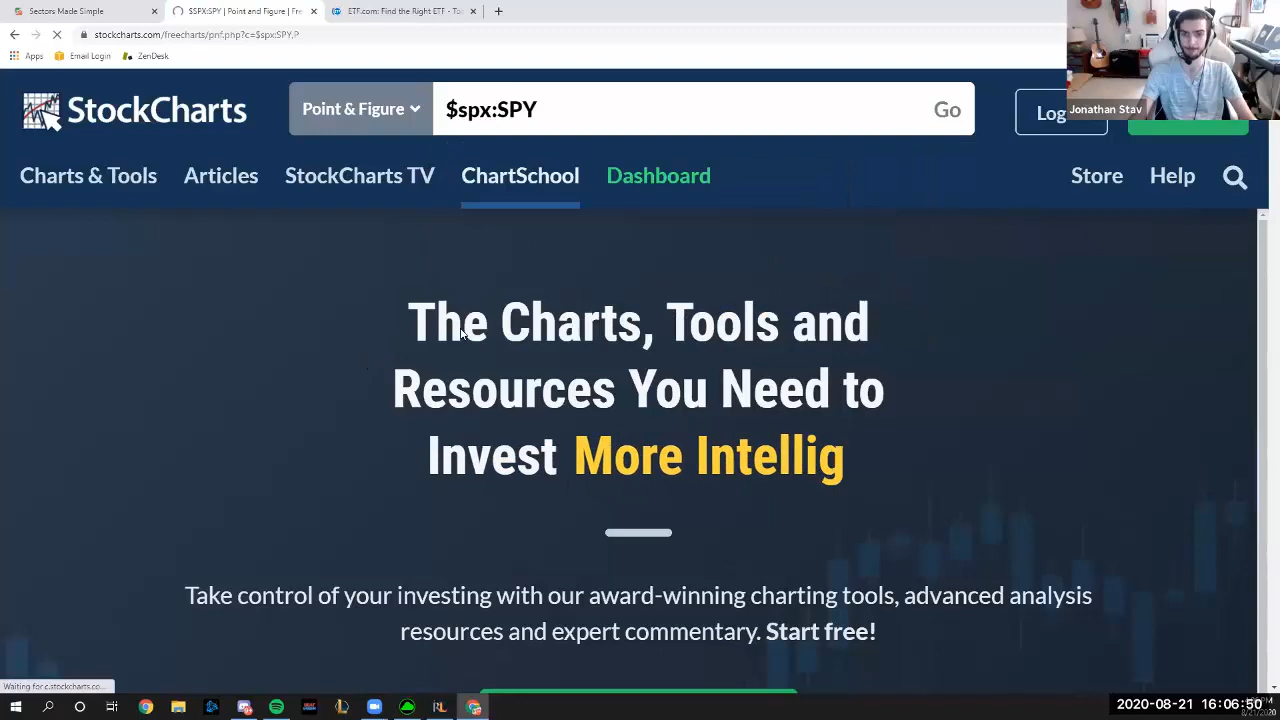 Sectors Made Simple
$SPX:SPY | Point and Figure | Fre
ETF.com: Find the Right ETF - To
stockcharts.com/freecharts/pnf.php?c=$spx:SPY,P
Apps
Email Login
ZenDesk
StockCharts
Point & Figure
$spx:SPY
Go
Log
Jonathan Stav
Charts & Tools
Articles
StockCharts TV
ChartSchool
Dashboard
Store
Help
The Charts, Tools and
Resources You Need to
Invest More Intellig
Take control of your investing with our award-winning charting tools, advanced analysis
resources and expert commentary. Start free!
Waiting for c.stockcharts.co...
2020-08-21 16:06:50